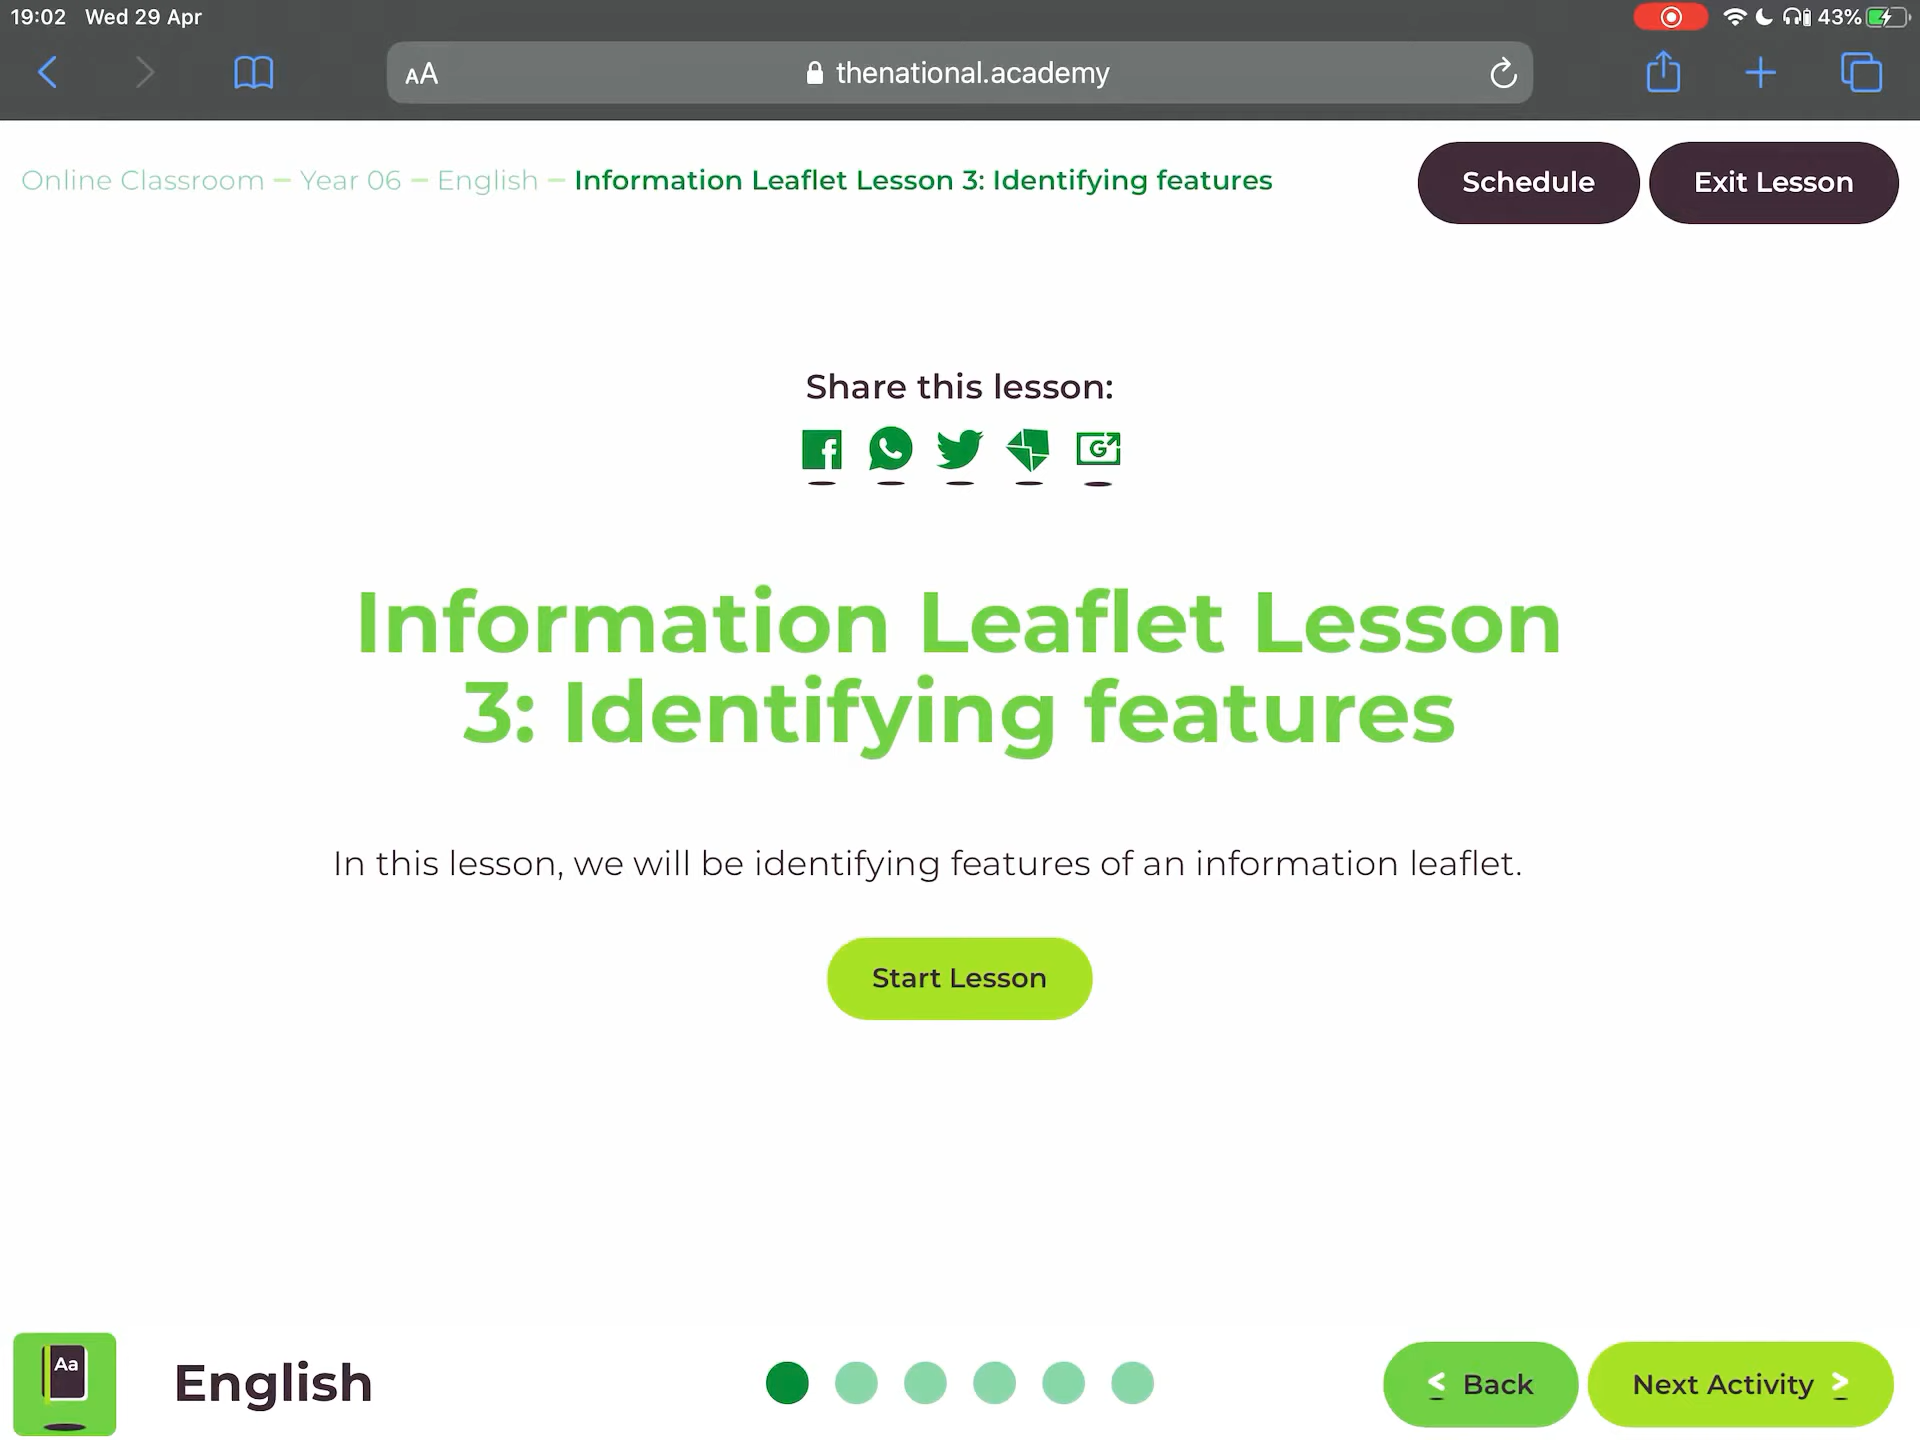 19:02 Wed 29 Apr
43%
AA thenational.academy
Online Classroom — Year 06 — English — Information Leaflet Lesson 3: Identifying features
Schedule
Exit Lesson
Share this lesson:
Information Leaflet Lesson
3: Identifying features
In this lesson, we will be identifying features of an information leaflet.
Start Lesson
Aa
English
< Back
Next Activity >